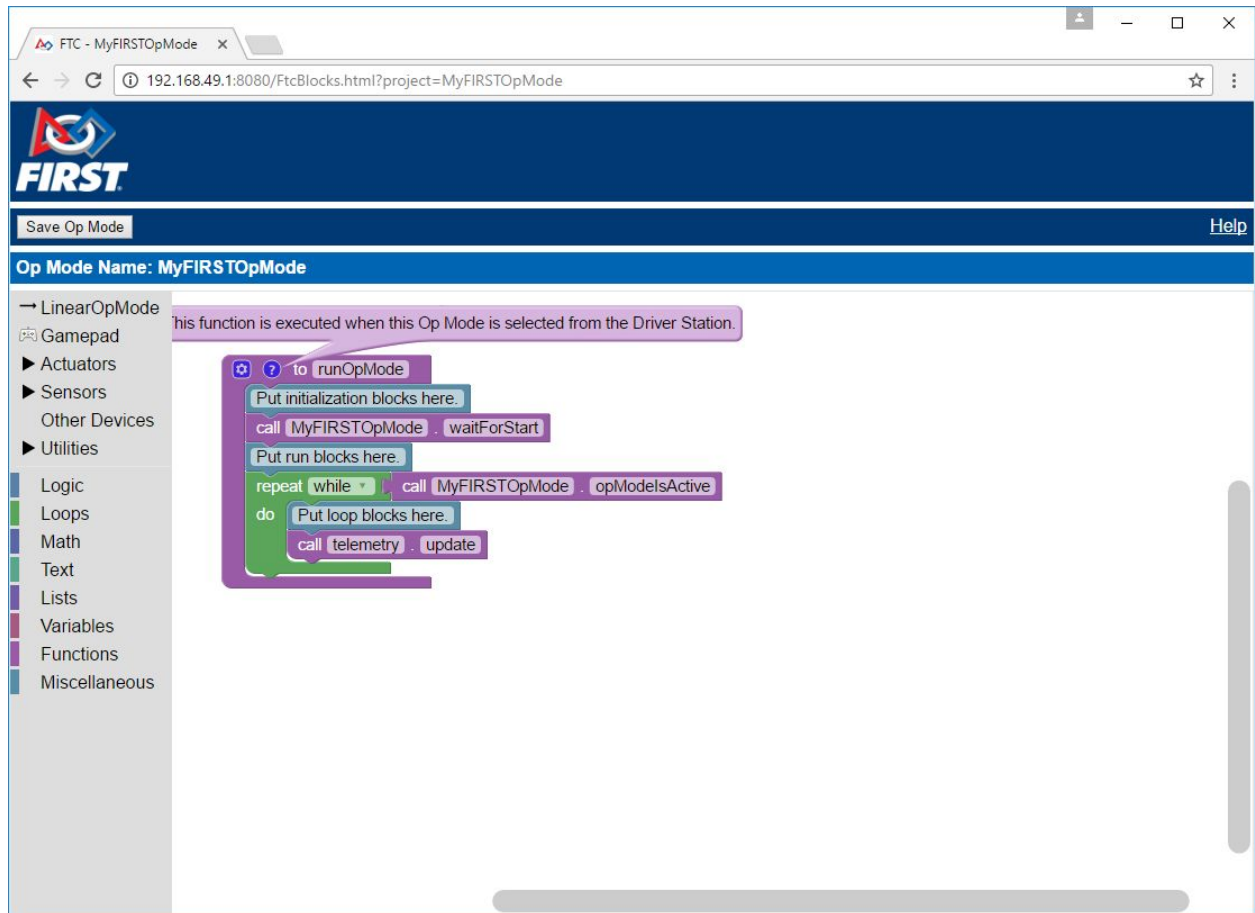 FTC - MyFIRSTOpMode
192.168.49.1:8080/FtcBlocks.html?project=MyFIRSTOpMode
FIRST
Save Op Mode Help
Op Mode Name: MyFIRSTOpMode
LinearOpMode
Gamepad
Actuators
Sensors
Other Devices
Utilities
Logic
Loops
Math
Text
Lists
Variables
Functions
Miscellaneous
his function is executed when this Op Mode is selected from the Driver Station.
? to runOpMode
Put initialization blocks here.
call MyFIRSTOpMode . waitForStart
Put run blocks here.
repeat while call MyFIRSTOpMode . opModeIsActive
do Put loop blocks here.
call telemetry . update